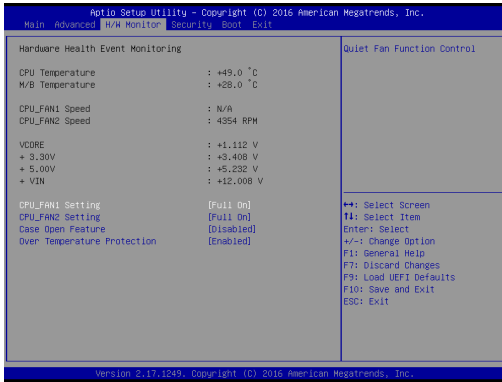 Aptio Setup Utility – Copyright (C) 2016 American Megatrends, Inc.
Main Advanced H/W Monitor Security Boot Exit
Hardware Health Event Monitoring
CPU Temperature : +49.0 °C
M/B Temperature : +28.0 °C
CPU_FAN1 Speed : N/A
CPU_FAN2 Speed : 4354 RPM
VCORE : +1.112 V
+ 3.30V : +3.408 V
+ 5.00V : +5.232 V
+ VIN : +12.008 V
CPU_FAN1 Setting [Full On]
CPU_FAN2 Setting [Full On]
Case Open Feature [Disabled]
Over Temperature Protection [Enabled]
Quiet Fan Function Control
↔: Select Screen
↑↓: Select Item
Enter: Select
+/-: Change Option
F1: General Help
F7: Discard Changes
F9: Load UEFI Defaults
F10: Save and Exit
ESC: Exit
Version 2.17.1249. Copyright (C) 2016 American Megatrends, Inc.